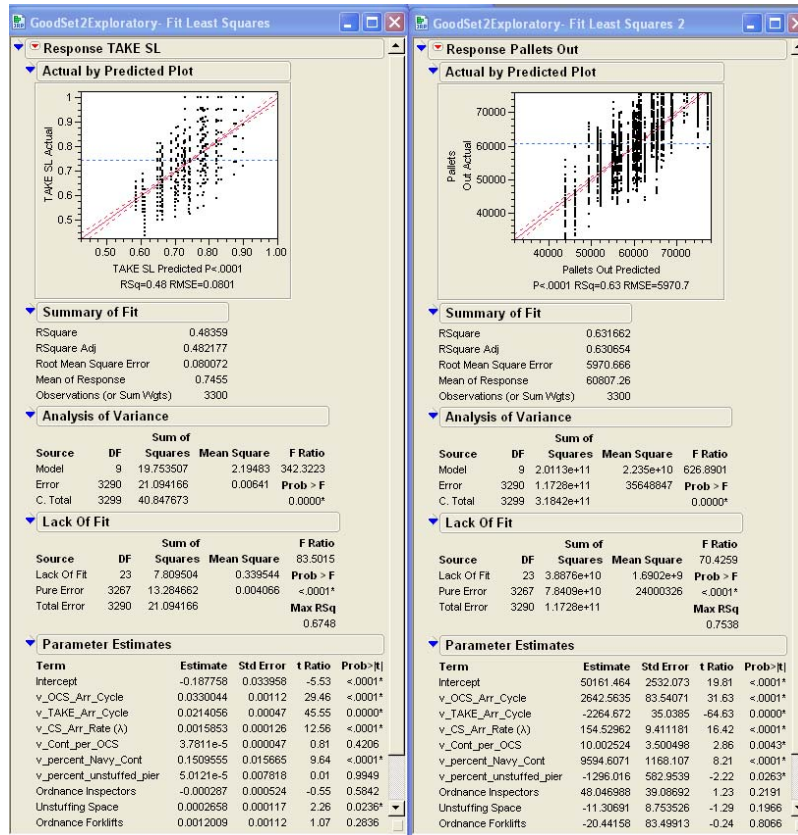 GoodSet2Exploratory- Fit Least Squares
Response TAKE SL
Actual by Predicted Plot
TAKE SL Actual
1
0.9
0.8
0.7
0.6
0.5
0.50 0.60 0.70 0.80 0.90 1.00
TAKE SL Predicted P<.0001
RSq=0.48 RMSE=0.0801
Summary of Fit
RSquare 0.48359
RSquare Adj 0.482177
Root Mean Square Error 0.080072
Mean of Response 0.7455
Observations (or Sum Wgts) 3300
Analysis of Variance
Sum of
Source DF Squares Mean Square F Ratio
Model 9 19.753507 2.19483 342.3223
Error 3290 21.094166 0.00641 Prob > F
C. Total 3299 40.847673 0.0000*
Lack Of Fit
Sum of F Ratio
Source DF Squares Mean Square 83.5015
Lack Of Fit 23 7.809504 0.339544 Prob > F
Pure Error 3267 13.284662 0.004066 <.0001*
Total Error 3290 21.094166 Max RSq
0.6748
Parameter Estimates
Term Estimate Std Error t Ratio Prob>|t|
Intercept -0.187758 0.033958 -5.53 <.0001*
v_OCS_Arr_Cycle 0.0330044 0.00112 29.46 <.0001*
v_TAKE_Arr_Cycle 0.0214056 0.00047 45.55 0.0000*
v_CS_Arr_Rate (λ) 0.0015853 0.000126 12.56 <.0001*
v_Cont_per_OCS 3.7811e-5 0.000047 0.81 0.4206
v_percent_Navy_Cont 0.1509555 0.015665 9.64 <.0001*
v_percent_unstuffed_pier 5.0121e-5 0.007818 0.01 0.9949
Ordnance Inspectors -0.000287 0.000524 -0.55 0.5842
Unstuffing Space 0.0002658 0.000117 2.26 0.0236*
Ordnance Forklifts 0.0012009 0.00112 1.07 0.2836
GoodSet2Exploratory- Fit Least Squares 2
Response Pallets Out
Actual by Predicted Plot
Pallets
Out Actual
70000
60000
50000
40000
40000 50000 60000 70000
Pallets Out Predicted
P<.0001 RSq=0.63 RMSE=5970.7
Summary of Fit
RSquare 0.631662
RSquare Adj 0.630654
Root Mean Square Error 5970.666
Mean of Response 60807.26
Observations (or Sum Wgts) 3300
Analysis of Variance
Sum of
Source DF Squares Mean Square F Ratio
Model 9 2.0113e+11 2.235e+10 626.8901
Error 3290 1.1728e+11 35648847 Prob > F
C. Total 3299 3.1842e+11 0.0000*
Lack Of Fit
Sum of F Ratio
Source DF Squares Mean Square 70.4259
Lack Of Fit 23 3.8876e+10 1.6902e+9 Prob > F
Pure Error 3267 7.8409e+10 24000326 <.0001*
Total Error 3290 1.1728e+11 Max RSq
0.7538
Parameter Estimates
Term Estimate Std Error t Ratio Prob>|t|
Intercept 50161.464 2532.073 19.81 <.0001*
v_OCS_Arr_Cycle 2642.5635 83.54071 31.63 <.0001*
v_TAKE_Arr_Cycle -2264.672 35.0385 -64.63 0.0000*
v_CS_Arr_Rate (λ) 154.52962 9.411181 16.42 <.0001*
v_Cont_per_OCS 10.002524 3.500498 2.86 0.0043*
v_percent_Navy_Cont 9594.6071 1168.107 8.21 <.0001*
v_percent_unstuffed_pier -1296.016 582.9539 -2.22 0.0263*
Ordnance Inspectors 48.046988 39.08692 1.23 0.2191
Unstuffing Space -11.30691 8.753526 -1.29 0.1966
Ordnance Forklifts -20.44158 83.49913 -0.24 0.8066